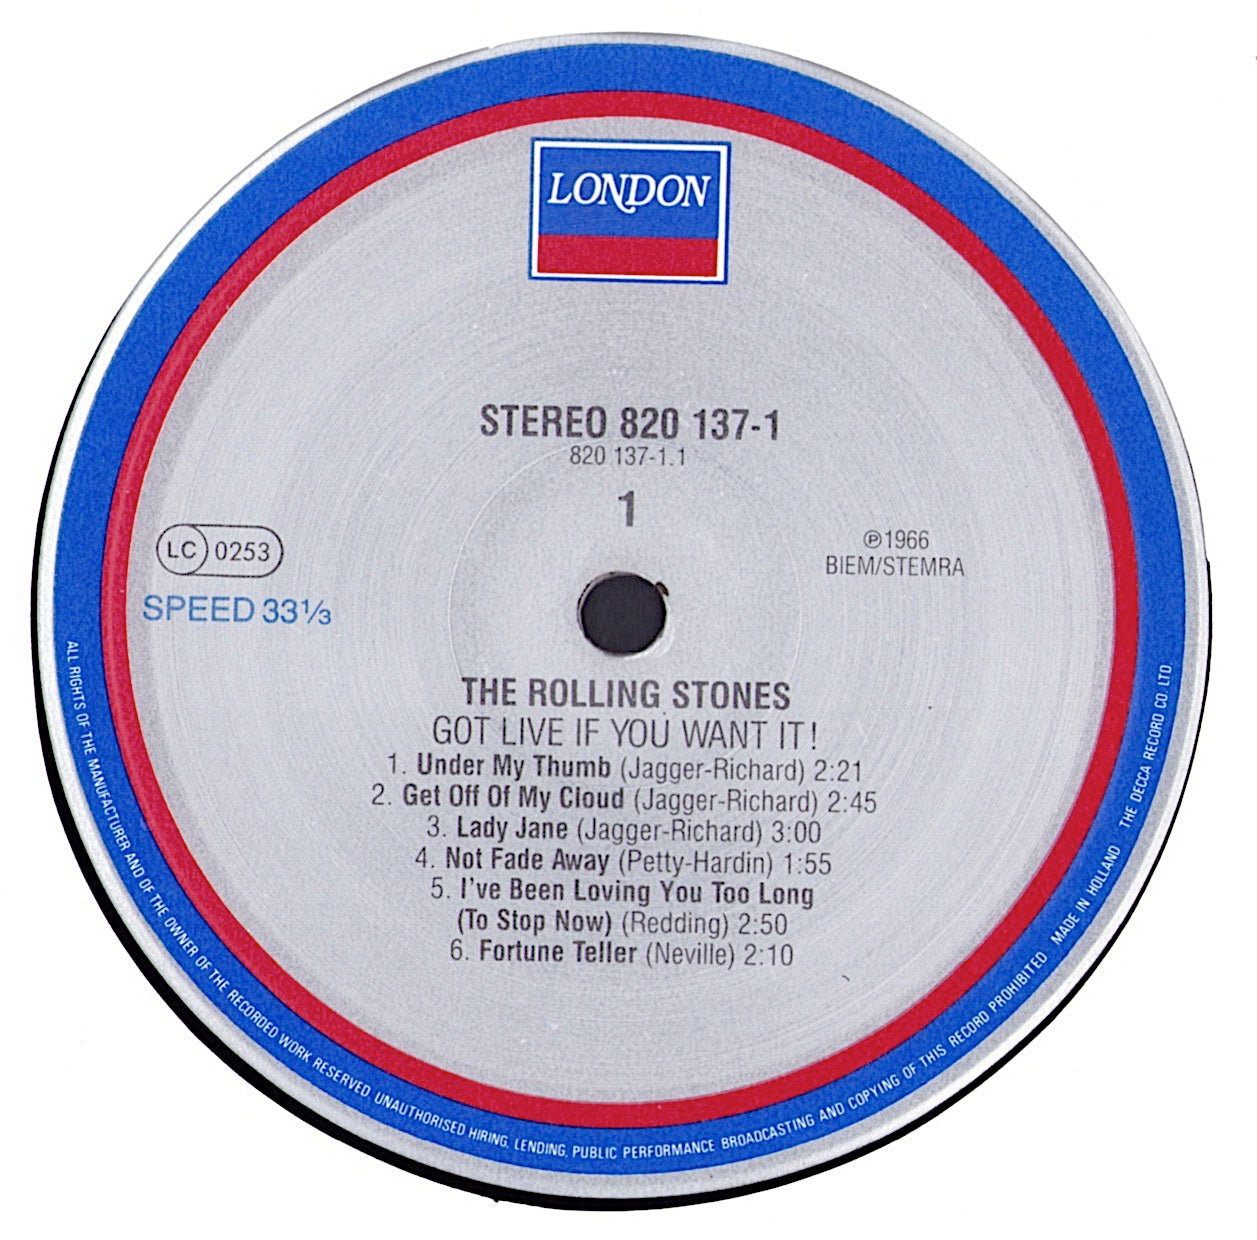 LONDON
STEREO 820 137-1
820 137-1.1
1
LC 0253
SPEED 33⅓
℗1966
BIEM/STEMRA
THE ROLLING STONES
GOT LIVE IF YOU WANT IT!
1. Under My Thumb (Jagger-Richard) 2:21
2. Get Off Of My Cloud (Jagger-Richard) 2:45
3. Lady Jane (Jagger-Richard) 3:00
4. Not Fade Away (Petty-Hardin) 1:55
5. I've Been Loving You Too Long
(To Stop Now) (Redding) 2:50
6. Fortune Teller (Neville) 2:10
ALL RIGHTS OF THE MANUFACTURER AND OF THE OWNER OF THE RECORDED WORK RESERVED UNAUTHORISED HIRING, LENDING, PUBLIC PERFORMANCE BROADCASTING AND COPYING OF THIS RECORD PROHIBITED MADE IN HOLLAND THE DECCA RECORD CO. LTD.